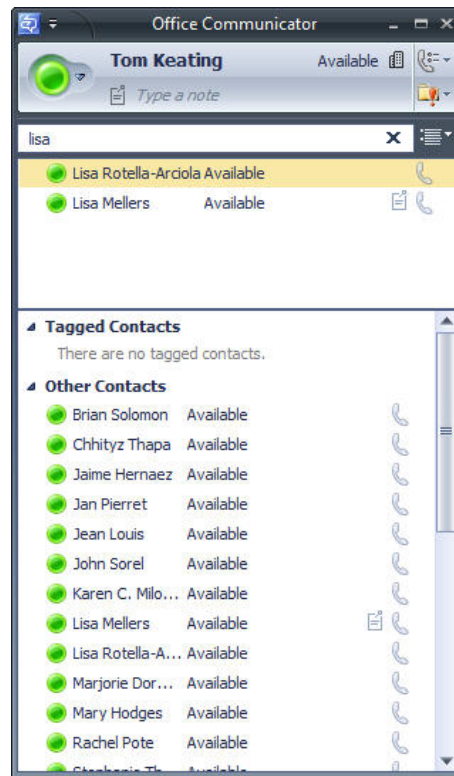 Office Communicator
Tom Keating Available
Type a note
lisa
Lisa Rotella-Arciola Available
Lisa Mellers Available
Tagged Contacts
There are no tagged contacts.
Other Contacts
Brian Solomon Available
Chhityz Thapa Available
Jaime Hernaez Available
Jan Pierret Available
Jean Louis Available
John Sorel Available
Karen C. Milo... Available
Lisa Mellers Available
Lisa Rotella-A... Available
Marjorie Dor... Available
Mary Hodges Available
Rachel Pote Available
Available